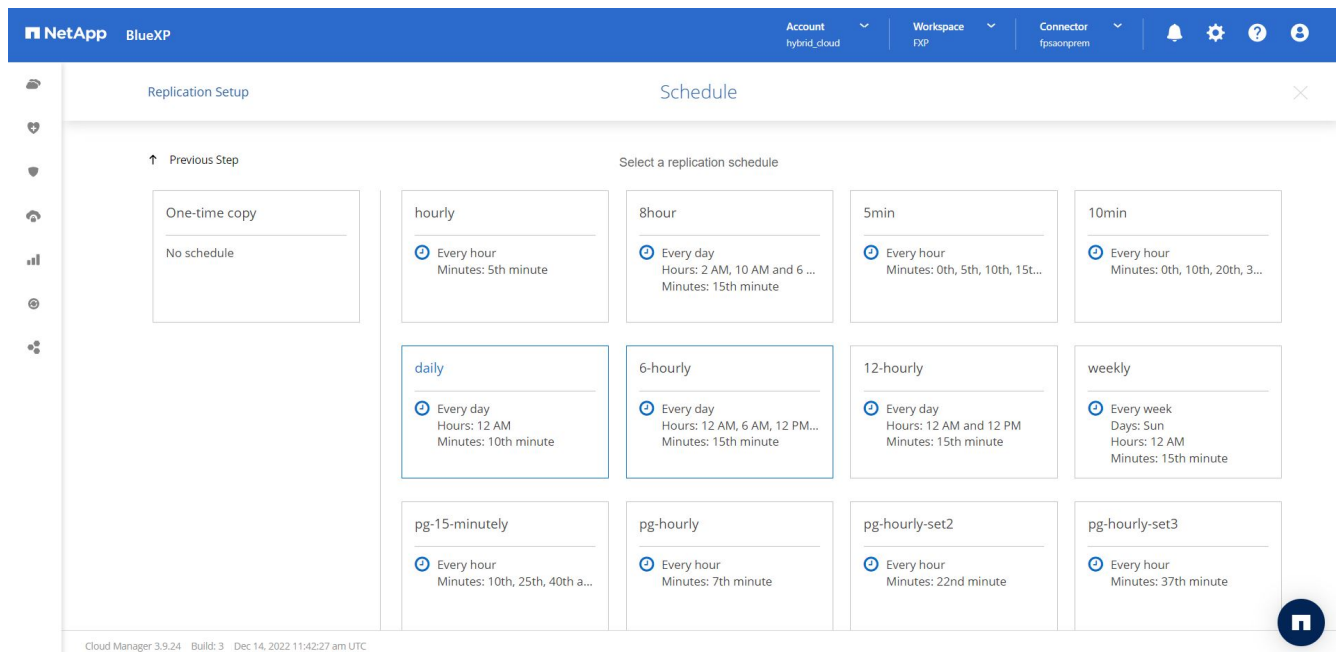 NetApp BlueXP
Account
hybrid_cloud
Workspace
FXP
Connector
fpsaonprem
Replication Setup
Schedule
Previous Step
Select a replication schedule
One-time copy
No schedule
hourly
Every hour
Minutes: 5th minute
8hour
Every day
Hours: 2 AM, 10 AM and 6 ...
Minutes: 15th minute
5min
Every hour
Minutes: 0th, 5th, 10th, 15t...
10min
Every hour
Minutes: 0th, 10th, 20th, 3...
daily
Every day
Hours: 12 AM
Minutes: 10th minute
6-hourly
Every day
Hours: 12 AM, 6 AM, 12 PM...
Minutes: 15th minute
12-hourly
Every day
Hours: 12 AM and 12 PM
Minutes: 15th minute
weekly
Every week
Days: Sun
Hours: 12 AM
Minutes: 15th minute
pg-15-minutely
Every hour
Minutes: 10th, 25th, 40th a...
pg-hourly
Every hour
Minutes: 7th minute
pg-hourly-set2
Every hour
Minutes: 22nd minute
pg-hourly-set3
Every hour
Minutes: 37th minute
Cloud Manager 3.9.24 Build: 3 Dec 14, 2022 11:42:27 am UTC